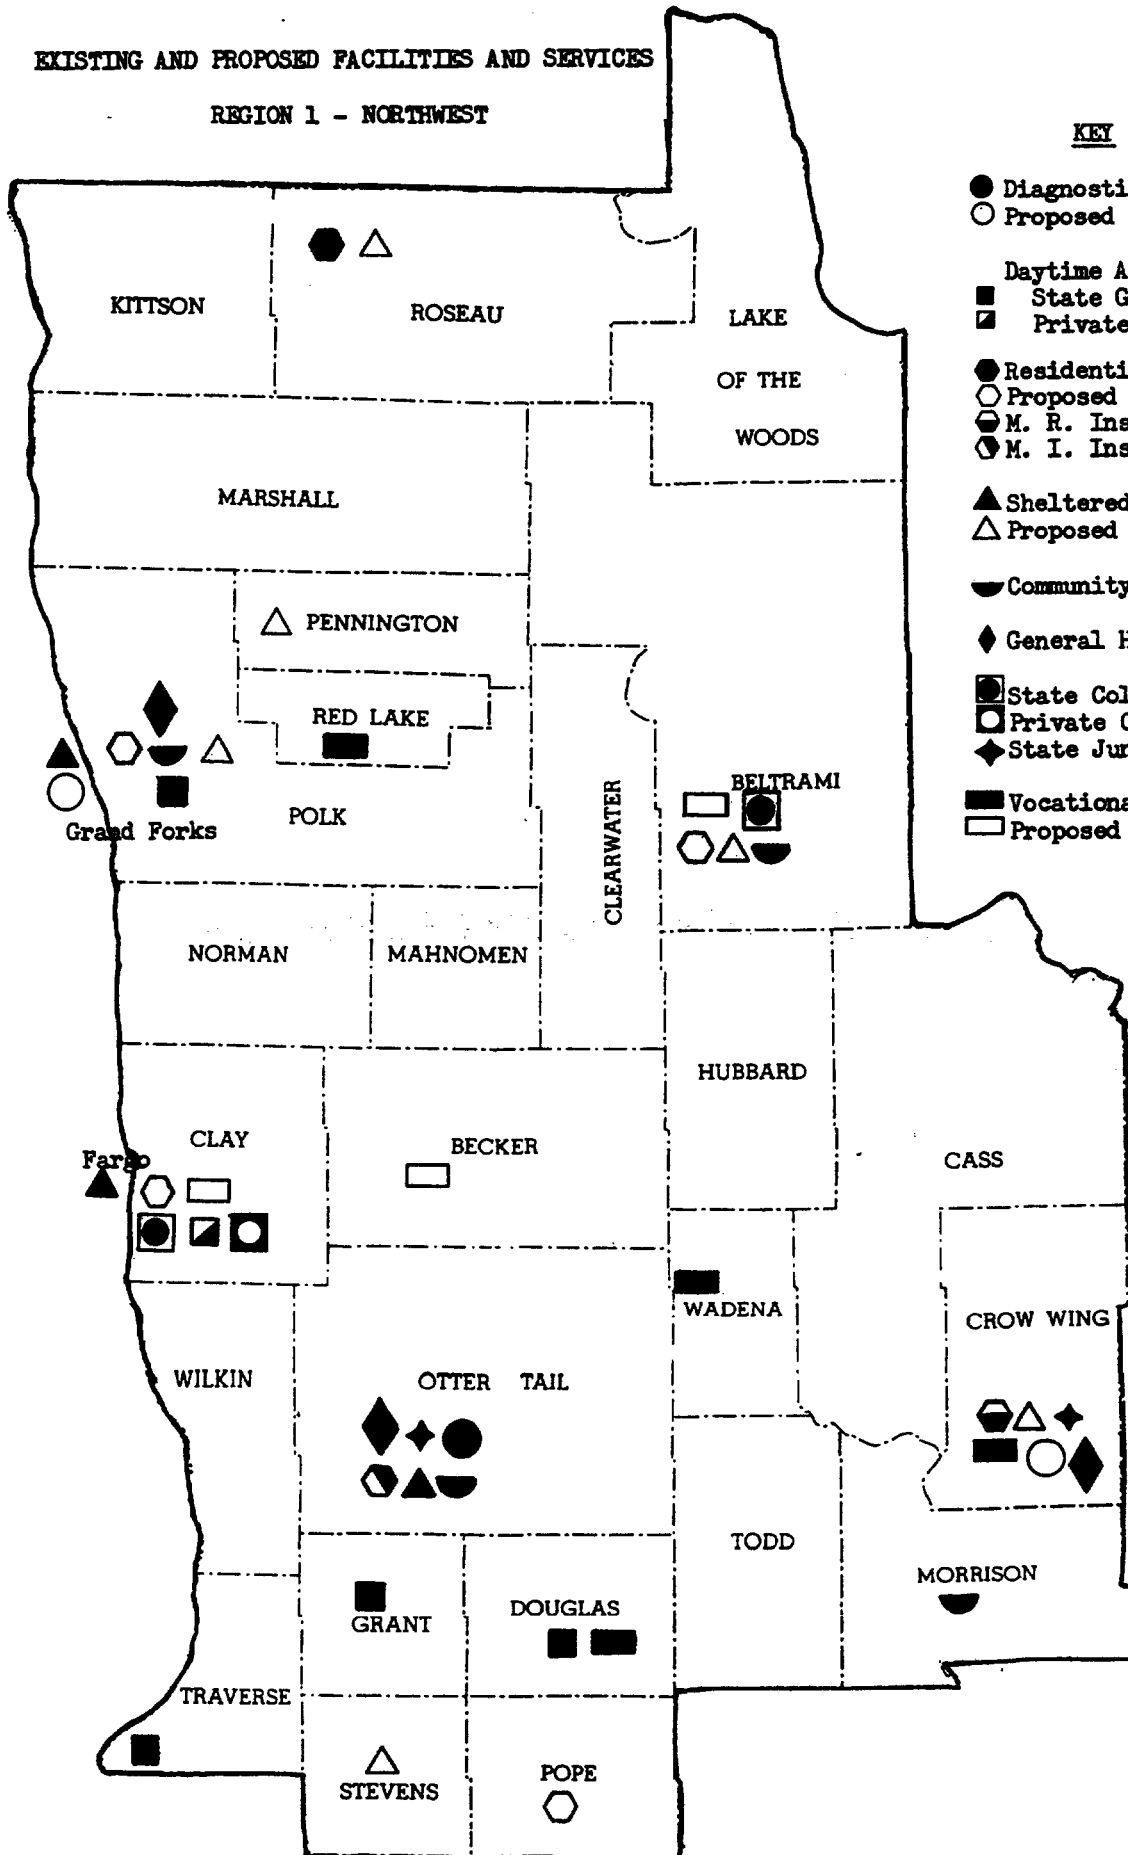 EXISTING AND PROPOSED FACILITIES AND SERVICES
REGION 1 - NORTHWEST
KEY
Diagnosti
Proposed
Daytime A
State G
Private
Residenti
Proposed
M. R. Ins
M. I. Ins
Sheltered
Proposed
Community
General H
State Col
Private C
State Jun
Vocationa
Proposed
KITTSON
ROSEAU
LAKE
OF THE
WOODS
MARSHALL
PENNINGTON
RED LAKE
BELTRAMI
POLK
Grand Forks
CLEARWATER
NORMAN
MAHNOMEN
HUBBARD
CLAY
BECKER
CASS
Fargo
WADENA
CROW WING
WILKIN
OTTER TAIL
TODD
MORRISON
GRANT
DOUGLAS
TRAVERSE
STEVENS
POPE